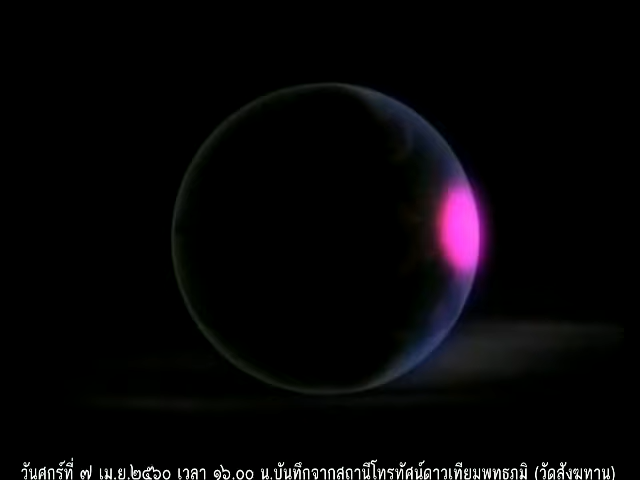 วันศุกร์ที่ ๗ เม.ย.๒๕๖๐ เวลา ๑๖.๐๐ น.บันทึกจากสถานีโทรทัศน์ดาวเทียมพุทธภูมิ (วัดสังฆทาน)